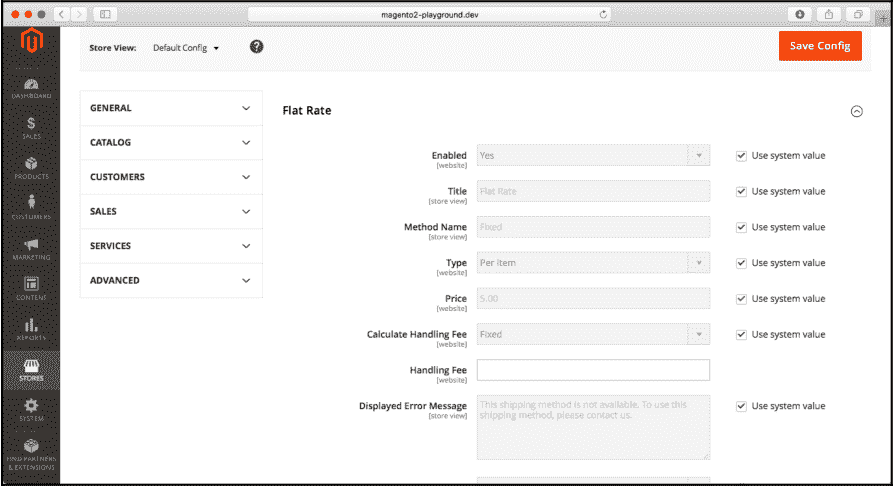 magento2-playground.dev
Store View: Default Config ?
Save Config
DASHBOARD
SALES
PRODUCTS
CUSTOMERS
MARKETING
CONTENT
REPORTS
STORES
SYSTEM
FIND PARTNERS
& EXTENSIONS
GENERAL
CATALOG
CUSTOMERS
SALES
SERVICES
ADVANCED
Flat Rate
Enabled Yes Use system value
[website]
Title Flat Rate Use system value
[store view]
Method Name Fixed Use system value
[store view]
Type Per Item Use system value
[website]
Price 5.00 Use system value
[website]
Calculate Handling Fee Fixed Use system value
[website]
Handling Fee
[website]
Displayed Error Message This shipping method is not available. To use this Use system value
[store view] shipping method, please contact us.